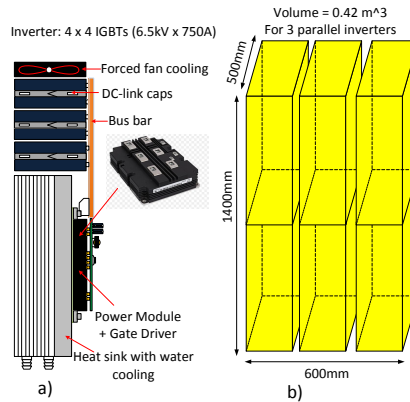 Inverter: 4 x 4 IGBTs (6.5kV x 750A)
Forced fan cooling
DC-link caps
Bus bar
Power Module
+ Gate Driver
Heat sink with water
cooling
a)
Volume = 0.42 m^3
For 3 parallel inverters
500mm
1400mm
600mm
b)